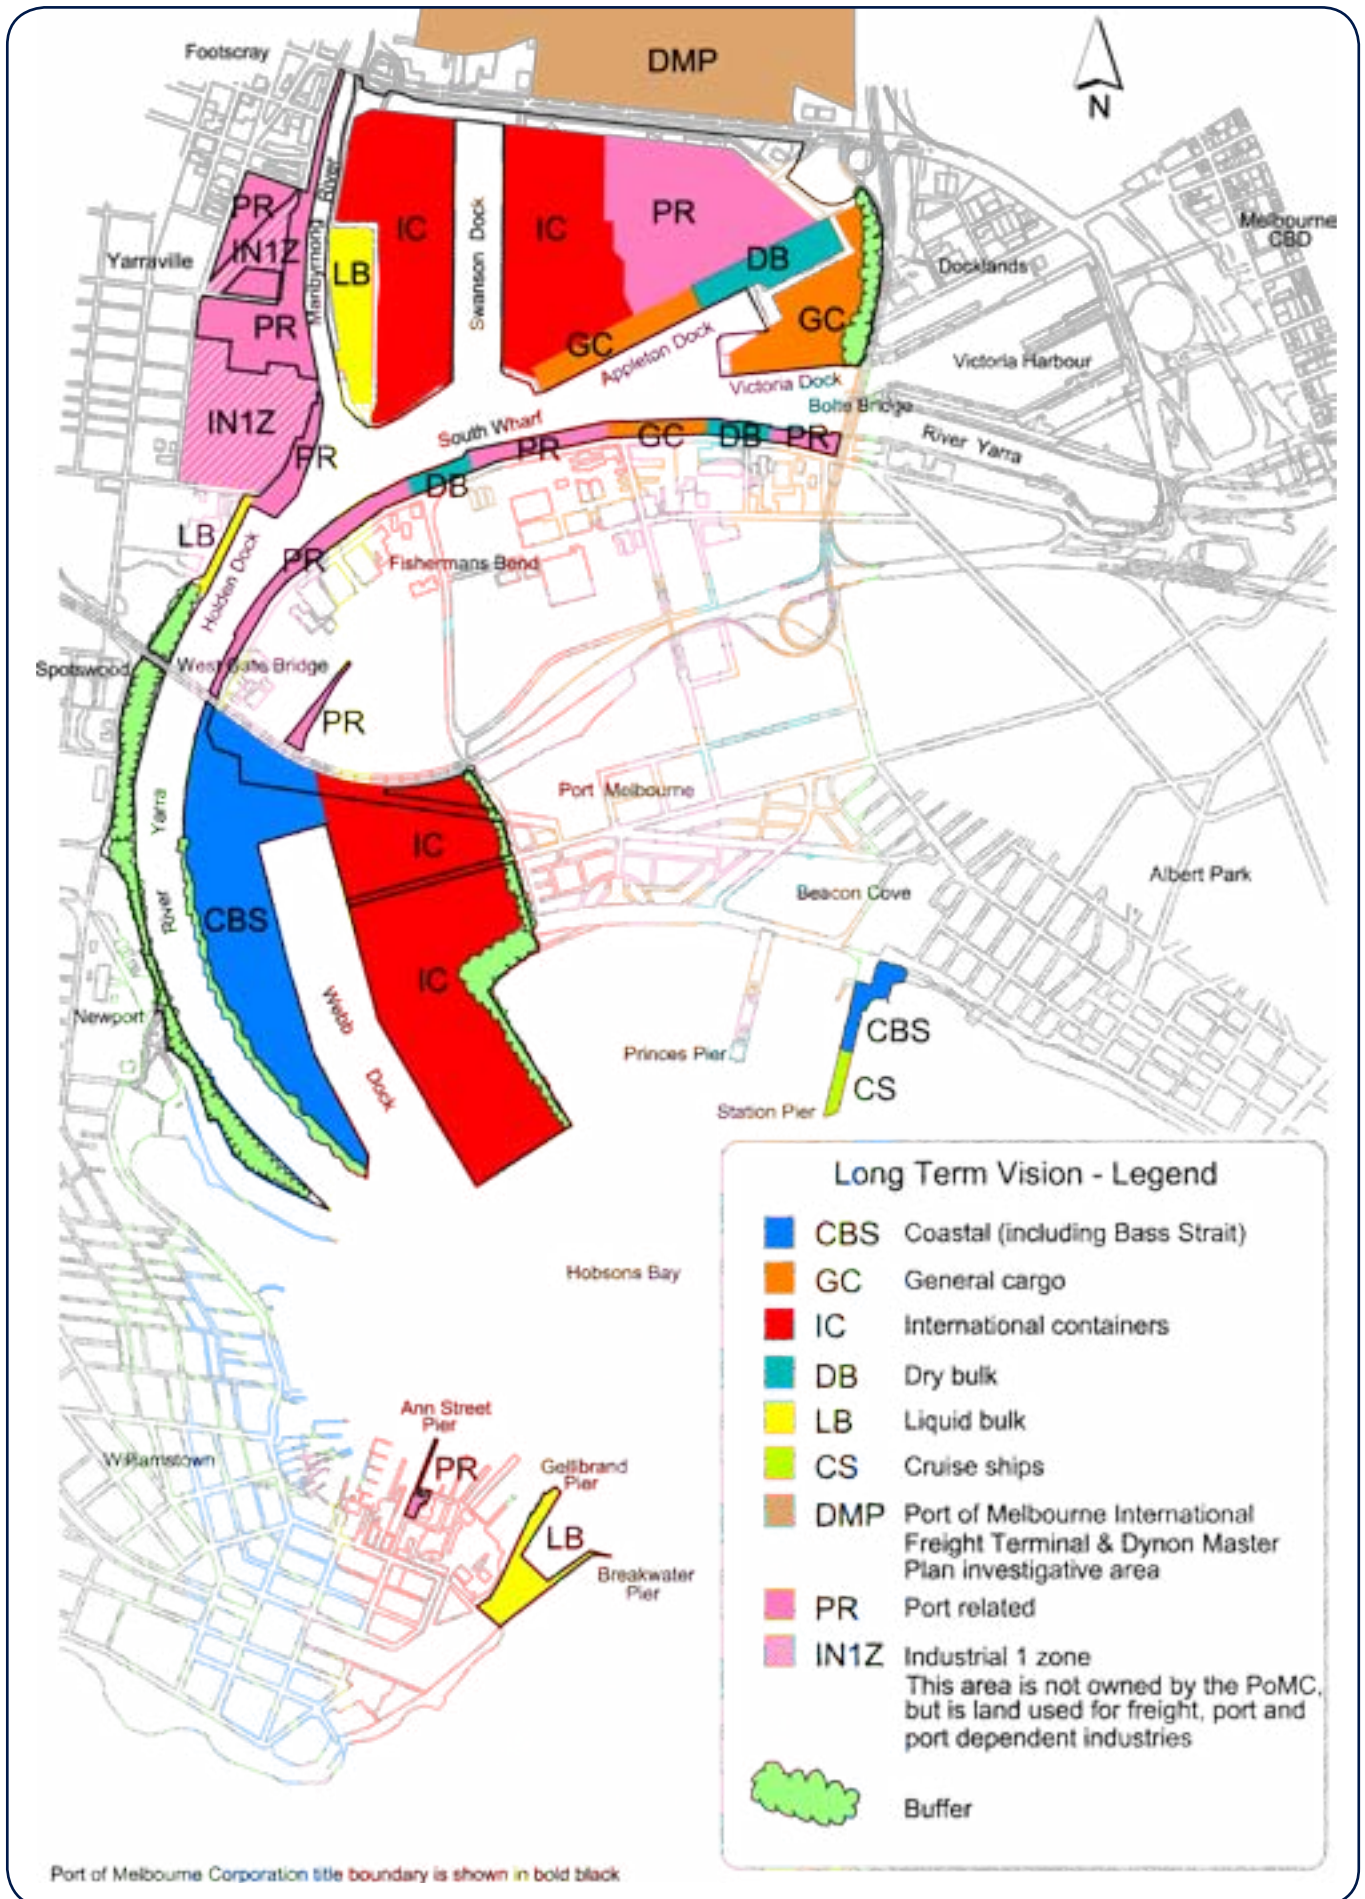 Footscray
DMP
N
PR
IN1Z
Yarraville
PR
Maribyrnong River
LB
IC
Swanson Dock
IC
PR
DB
GC
GC
Appleton Dock
Victoria Dock
Docklands
Melbourne
CBD
Victoria Harbour
Bolte Bridge
River Yarra
IN1Z
PR
South Wharf
PR
GC
DB
PR
DB
LB
Holden Dock
PR
Fishermans Bend
Spotswood
West Gate Bridge
PR
Yarra
River
Port Melbourne
IC
CBS
IC
Webb
Dock
Beacon Cove
Albert Park
Newport
Princes Pier
CBS
CS
Station Pier
Hobsons Bay
Williamstown
Ann Street
Pier
PR
Gellibrand
Pier
LB
Breakwater
Pier
Long Term Vision - Legend
CBS Coastal (including Bass Strait)
GC General cargo
IC International containers
DB Dry bulk
LB Liquid bulk
CS Cruise ships
DMP Port of Melbourne International
Freight Terminal & Dynon Master
Plan investigative area
PR Port related
IN1Z Industrial 1 zone
This area is not owned by the PoMC,
but is land used for freight, port and
port dependent industries
Buffer
Port of Melbourne Corporation title boundary is shown in bold black